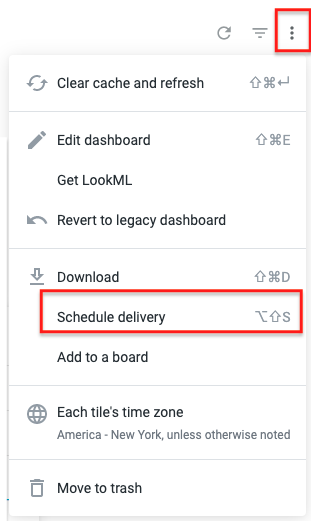 Clear cache and refresh ⇧⌘↵
Edit dashboard ⇧⌘E
Get LookML
Revert to legacy dashboard
Download ⇧⌘D
Schedule delivery ⌥⇧S
Add to a board
Each tile's time zone
America - New York, unless otherwise noted
Move to trash